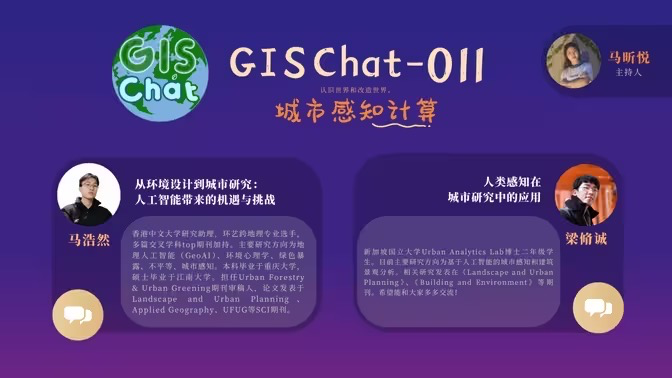 GIS
Chat
GISChat-011
认识世界和改造世界。
城市感知计算
马昕悦
主持人
从环境设计到城市研究：
人工智能带来的机遇与挑战
马浩然
香港中文大学研究助理，环艺跨地理专业选手，
多篇交叉学科top期刊加持。主要研究方向为地
理人工智能（GeoAI）、环境心理学、绿色暴
露、不平等、城市感知。本科毕业于重庆大学，
硕士毕业于江南大学。担任Urban Forestry
& Urban Greening期刊审稿人，论文发表于
Landscape and Urban Planning、
Applied Geography、UFUG等SCI期刊。
人类感知在
城市研究中的应用
梁脩诚
新加坡国立大学Urban Analytics Lab博士二年级学
生。目前主要研究方向为基于人工智能的城市感知和建筑
景观分析。相关研究发表在《Landscape and Urban
Planning》、《Building and Environment》等期
刊。希望能和大家多多交流！